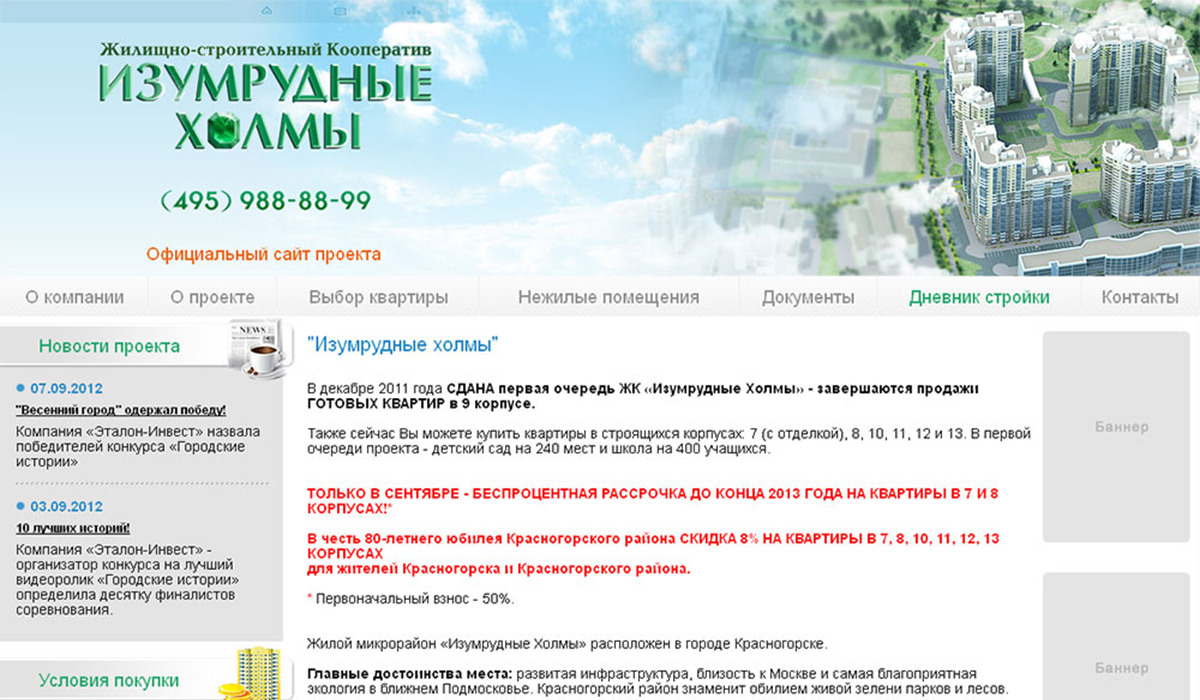 Жилищно-строительный Кооператив
ИЗУМРУДНЫЕ
ХОЛМЫ
(495) 988-88-99
Официальный сайт проекта
О компании
О проекте
Выбор квартиры
Нежилые помещения
Документы
Дневник стройки
Контакты
Новости проекта
NEWS
07.09.2012
"Весенний город" одержал победу!
Компания «Эталон-Инвест» назвала
победителей конкурса «Городские
истории»
03.09.2012
10 лучших историй!
Компания «Эталон-Инвест» -
организатор конкурса на лучший
видеоролик «Городские истории»
определила десятку финалистов
соревнования.
Условия покупки
"Изумрудные холмы"
В декабре 2011 года СДАНА первая очередь ЖК «Изумрудные Холмы» - завершаются продажи
ГОТОВЫХ КВАРТИР в 9 корпусе.
Также сейчас Вы можете купить квартиры в строящихся корпусах: 7 (с отделкой), 8, 10, 11, 12 и 13. В первой
очереди проекта - детский сад на 240 мест и школа на 400 учащихся.
ТОЛЬКО В СЕНТЯБРЕ - БЕСПРОЦЕНТНАЯ РАССРОЧКА ДО КОНЦА 2013 ГОДА НА КВАРТИРЫ В 7 И 8
КОРПУСАХ!*
В честь 80-летнего юбилея Красногорского района СКИДКА 8% НА КВАРТИРЫ В 7, 8, 10, 11, 12, 13
КОРПУСАХ
для жителей Красногорска и Красногорского района.
* Первоначальный взнос - 50%.
Жилой микрорайон «Изумрудные Холмы» расположен в городе Красногорске.
Главные достоинства места: развитая инфраструктура, близость к Москве и самая благоприятная
экология в ближнем Подмосковье. Красногорский район знаменит обилием живой зелени парков и лесов.
Баннер
Баннер